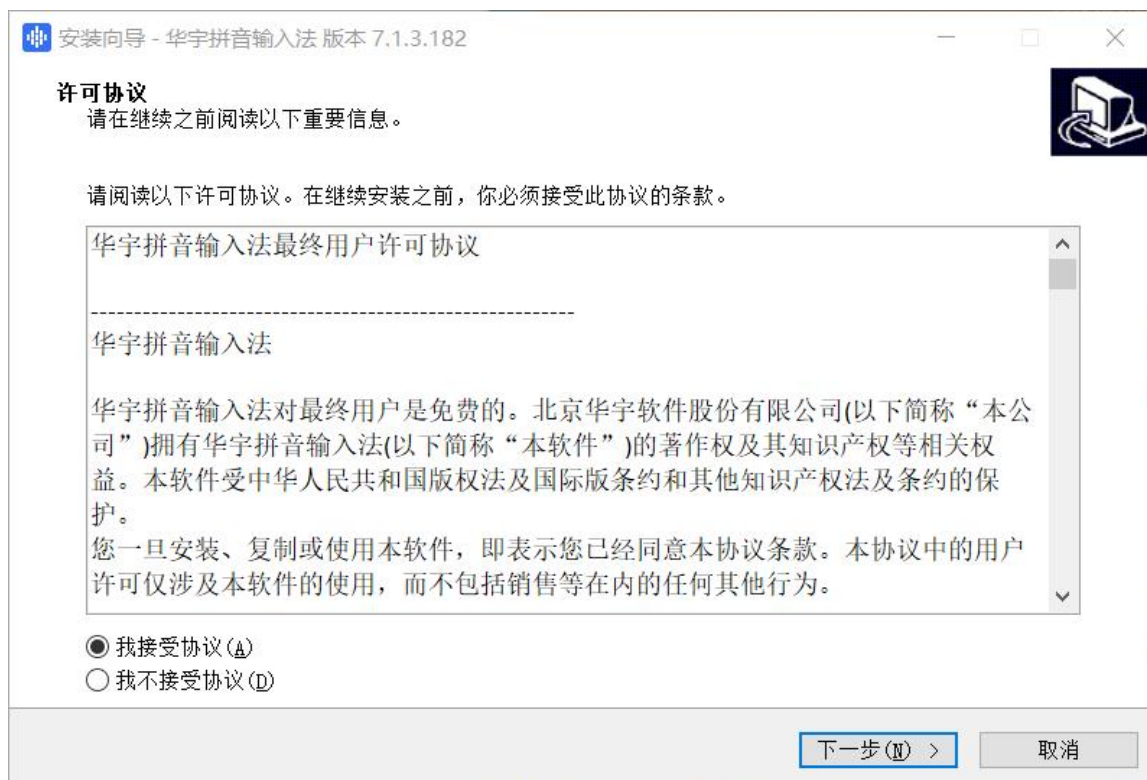 安装向导 - 华宇拼音输入法 版本 7.1.3.182
许可协议
请在继续之前阅读以下重要信息。
请阅读以下许可协议。在继续安装之前，你必须接受此协议的条款。
华宇拼音输入法最终用户许可协议
--------------------------------------------------------
华宇拼音输入法
华宇拼音输入法对最终用户是免费的。北京华宇软件股份有限公司(以下简称“本公
司”)拥有华宇拼音输入法(以下简称“本软件”)的著作权及其知识产权等相关权
益。本软件受中华人民共和国版权法及国际版条约和其他知识产权法及条约的保
护。
您一旦安装、复制或使用本软件，即表示您已经同意本协议条款。本协议中的用户
许可仅涉及本软件的使用，而不包括销售等在内的任何其他行为。
我接受协议(A)
我不接受协议(D)
下一步(N) >
取消